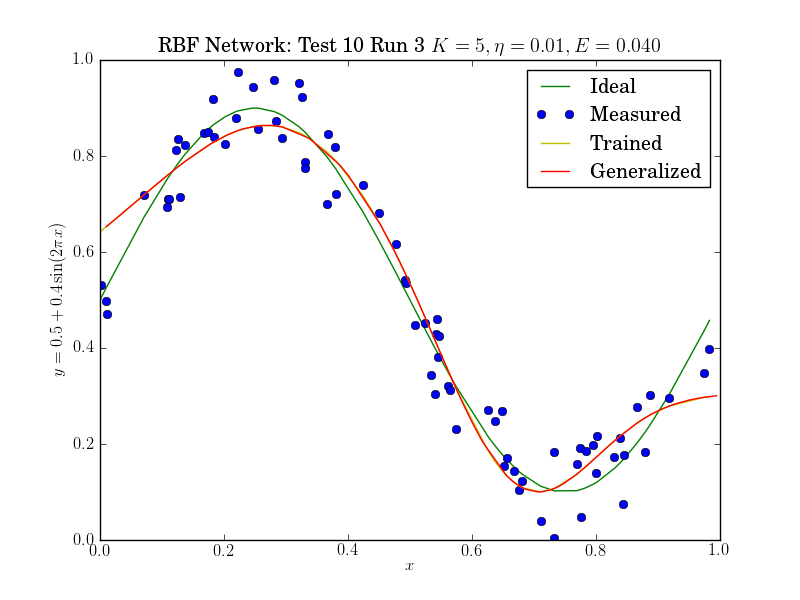 RBF Network: Test 10 Run 3 K = 5, η = 0.01, E = 0.040
1.0
0.8
0.6
0.4
0.2
0.0
y = 0.5 + 0.4 sin(2πx)
Ideal
Measured
Trained
Generalized
0.0 0.2 0.4 0.6 0.8 1.0
x